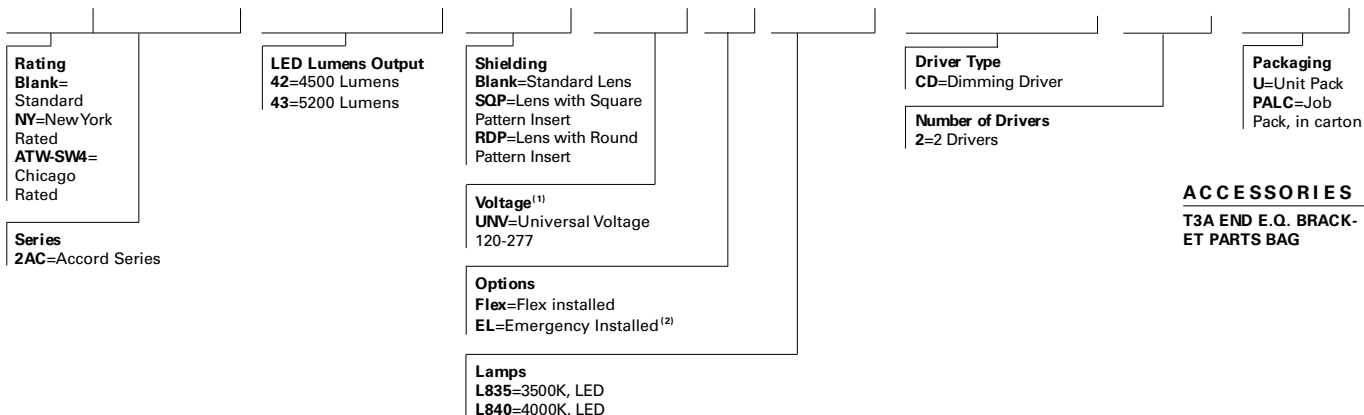 Rating
Blank=
Standard
NY=New York
Rated
ATW-SW4=
Chicago
Rated
Series
2AC=Accord Series
LED Lumens Output
42=4500 Lumens
43=5200 Lumens
Shielding
Blank=Standard Lens
SQP=Lens with Square
Pattern Insert
RDP=Lens with Round
Pattern Insert
Voltage(1)
UNV=Universal Voltage
120-277
Options
Flex=Flex installed
EL=Emergency Installed(2)
Lamps
L835=3500K, LED
L840=4000K, LED
Driver Type
CD=Dimming Driver
Number of Drivers
2=2 Drivers
Packaging
U=Unit Pack
PALC=Job
Pack, in carton
ACCESSORIES
T3A END E.Q. BRACK-
ET PARTS BAG